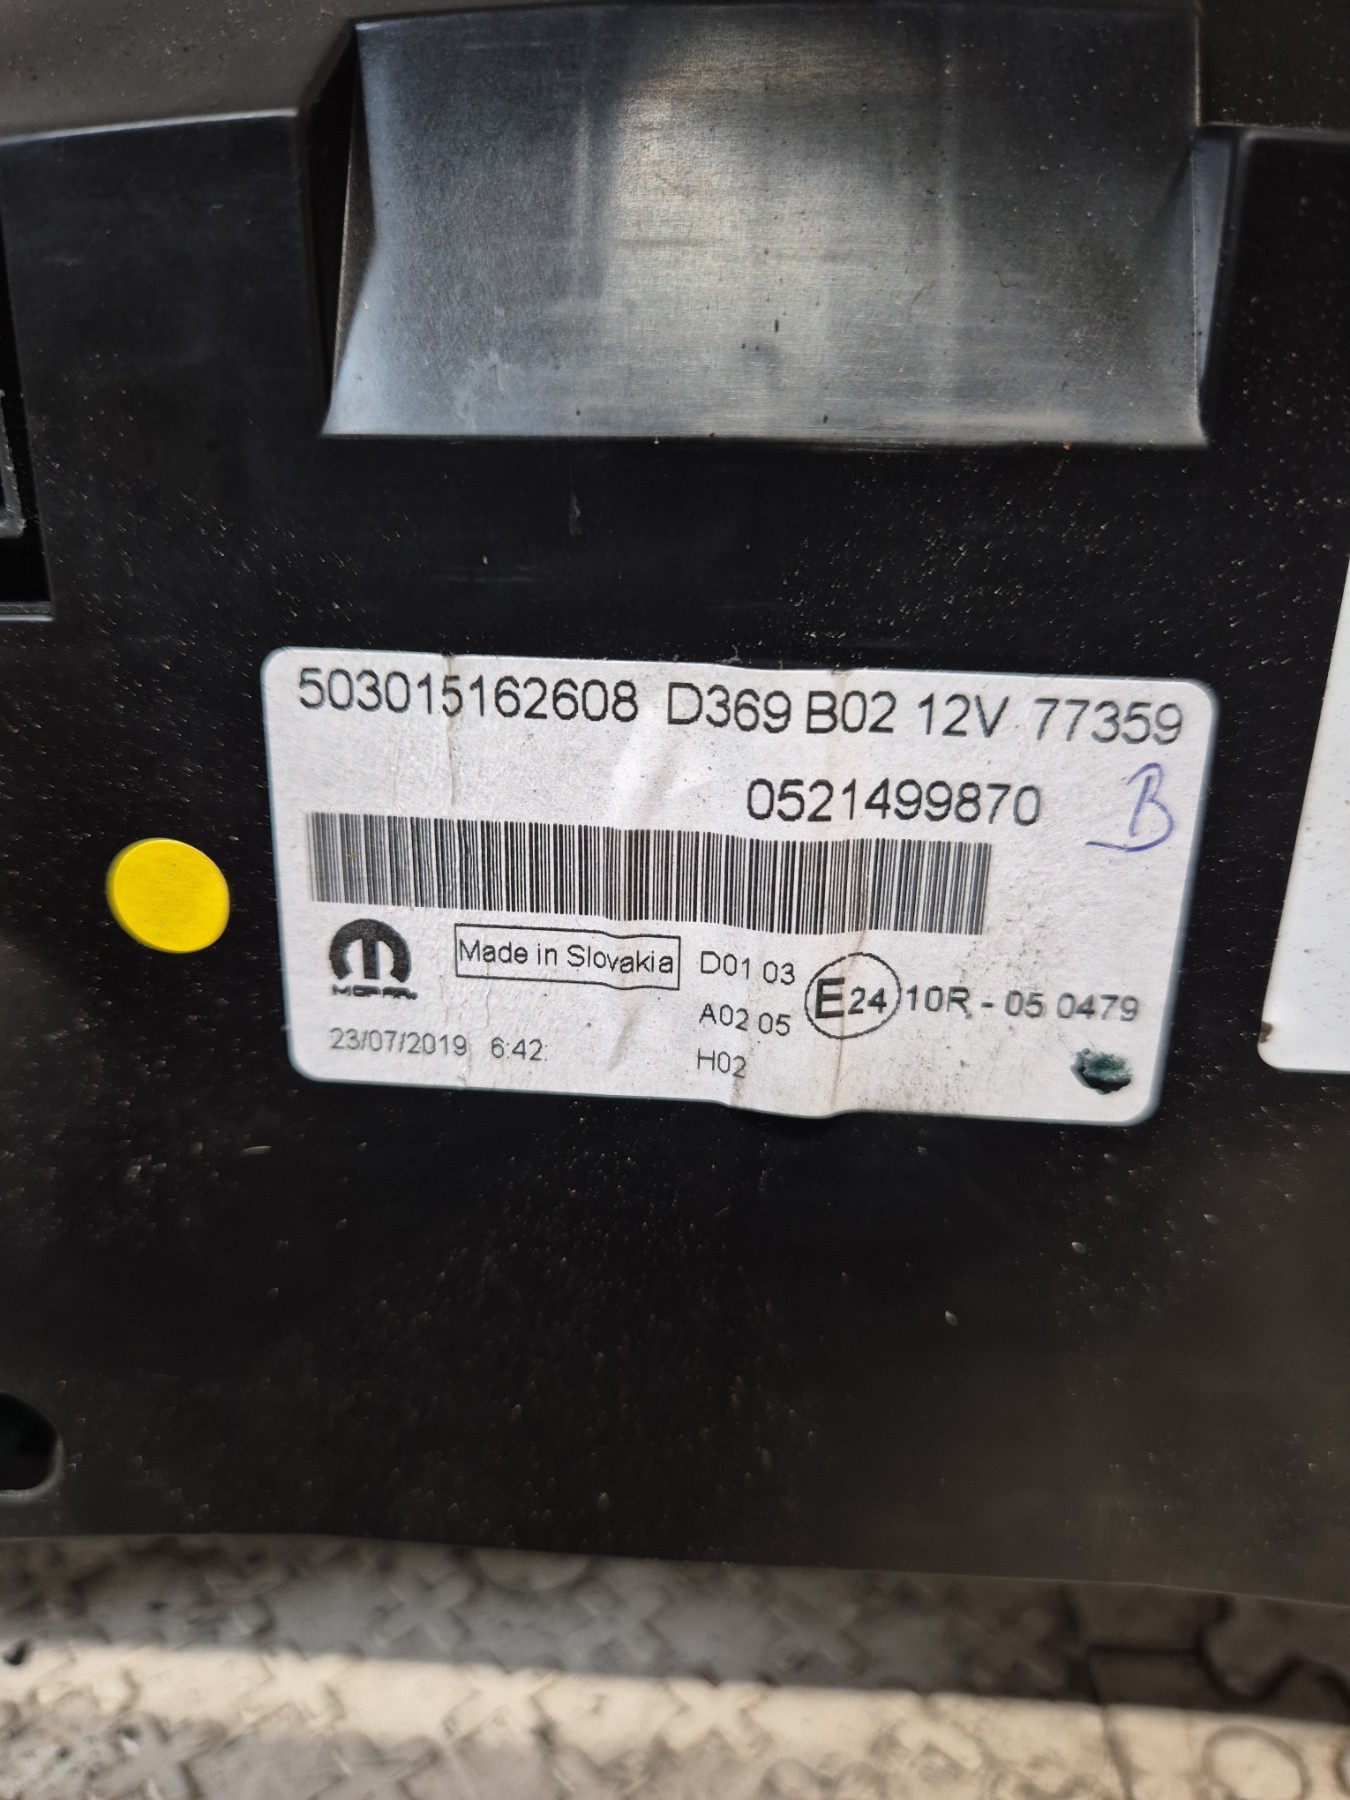 503015162608 D369 B02 12V 77359
0521499870 B
MOPAR
Made in Slovakia
D01 03
A02 05
H02
E24 10R - 05 0479
23/07/2019 6:42